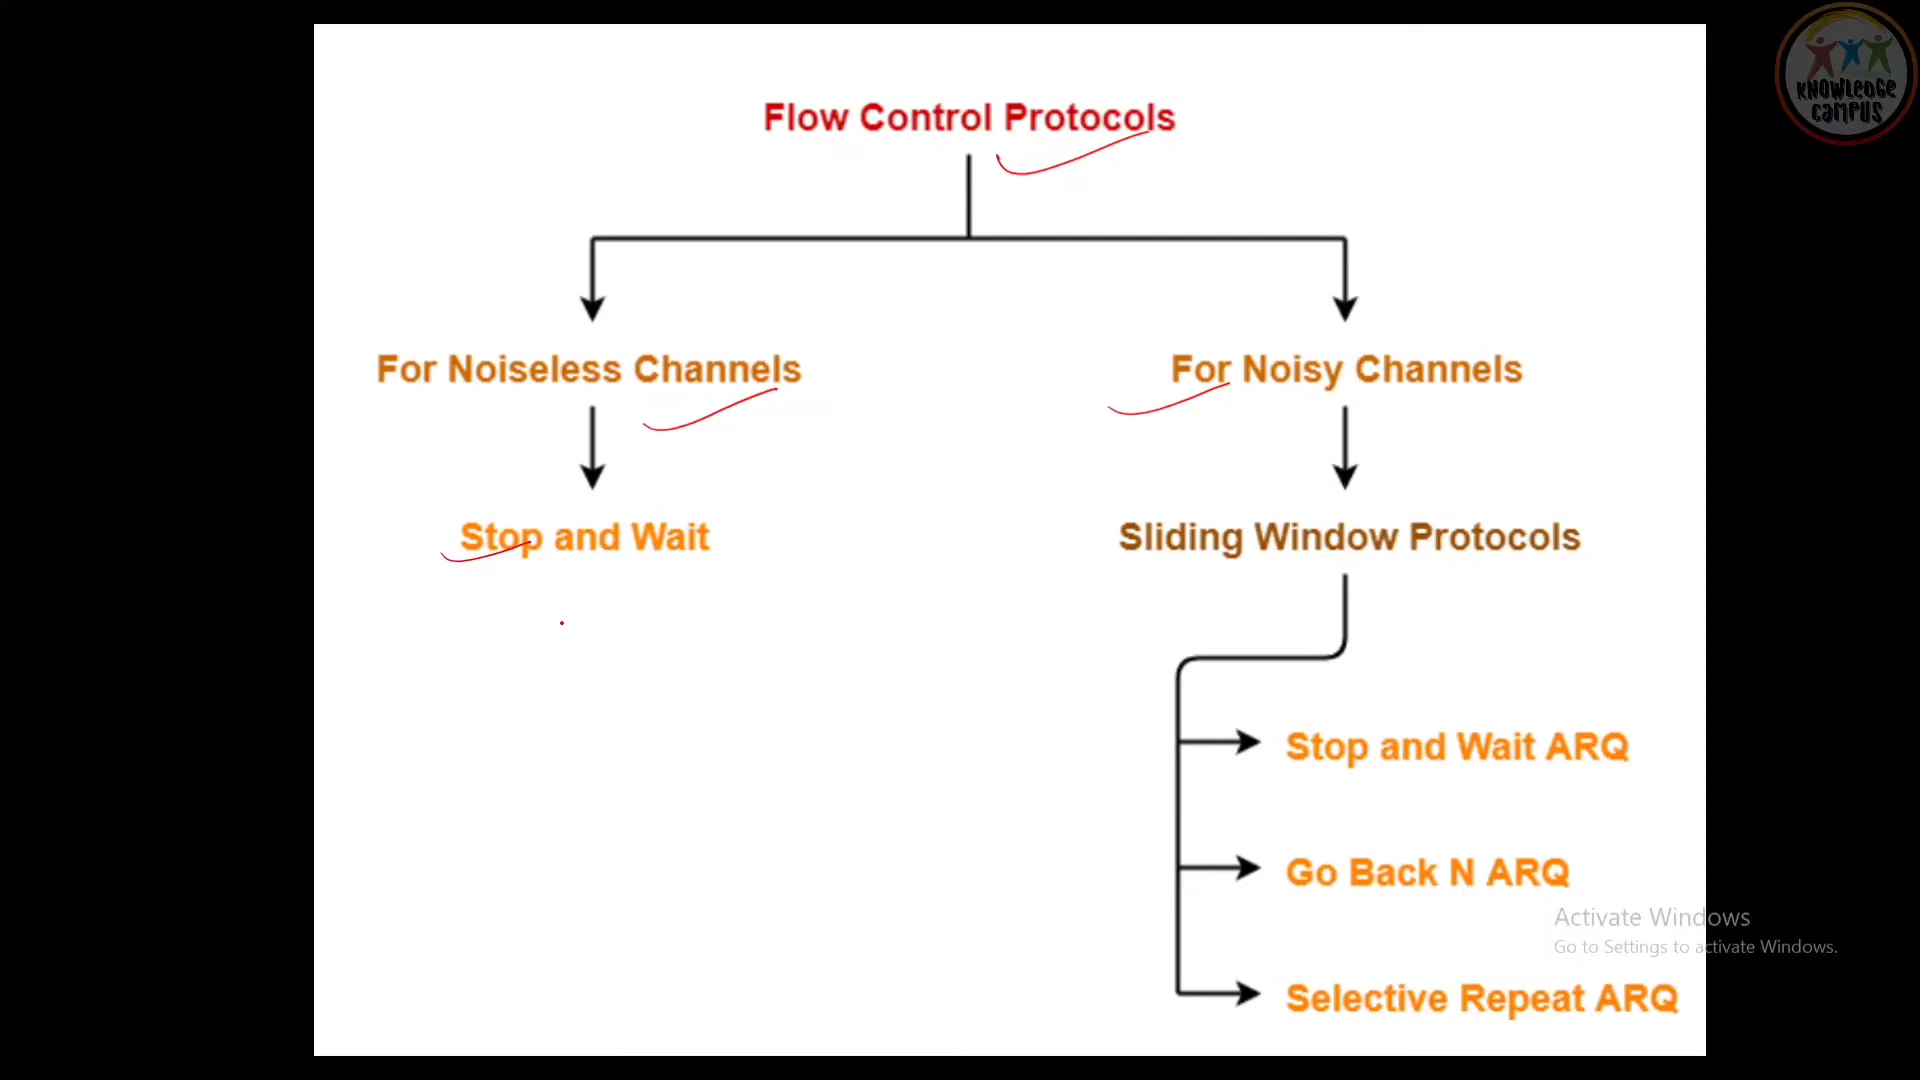 KNOWLEDGE
CAMPUS
Flow Control Protocols
For Noiseless Channels
For Noisy Channels
Stop and Wait
Sliding Window Protocols
Stop and Wait ARQ
Go Back N ARQ
Activate Windows
Go to Settings to activate Windows.
Selective Repeat ARQ